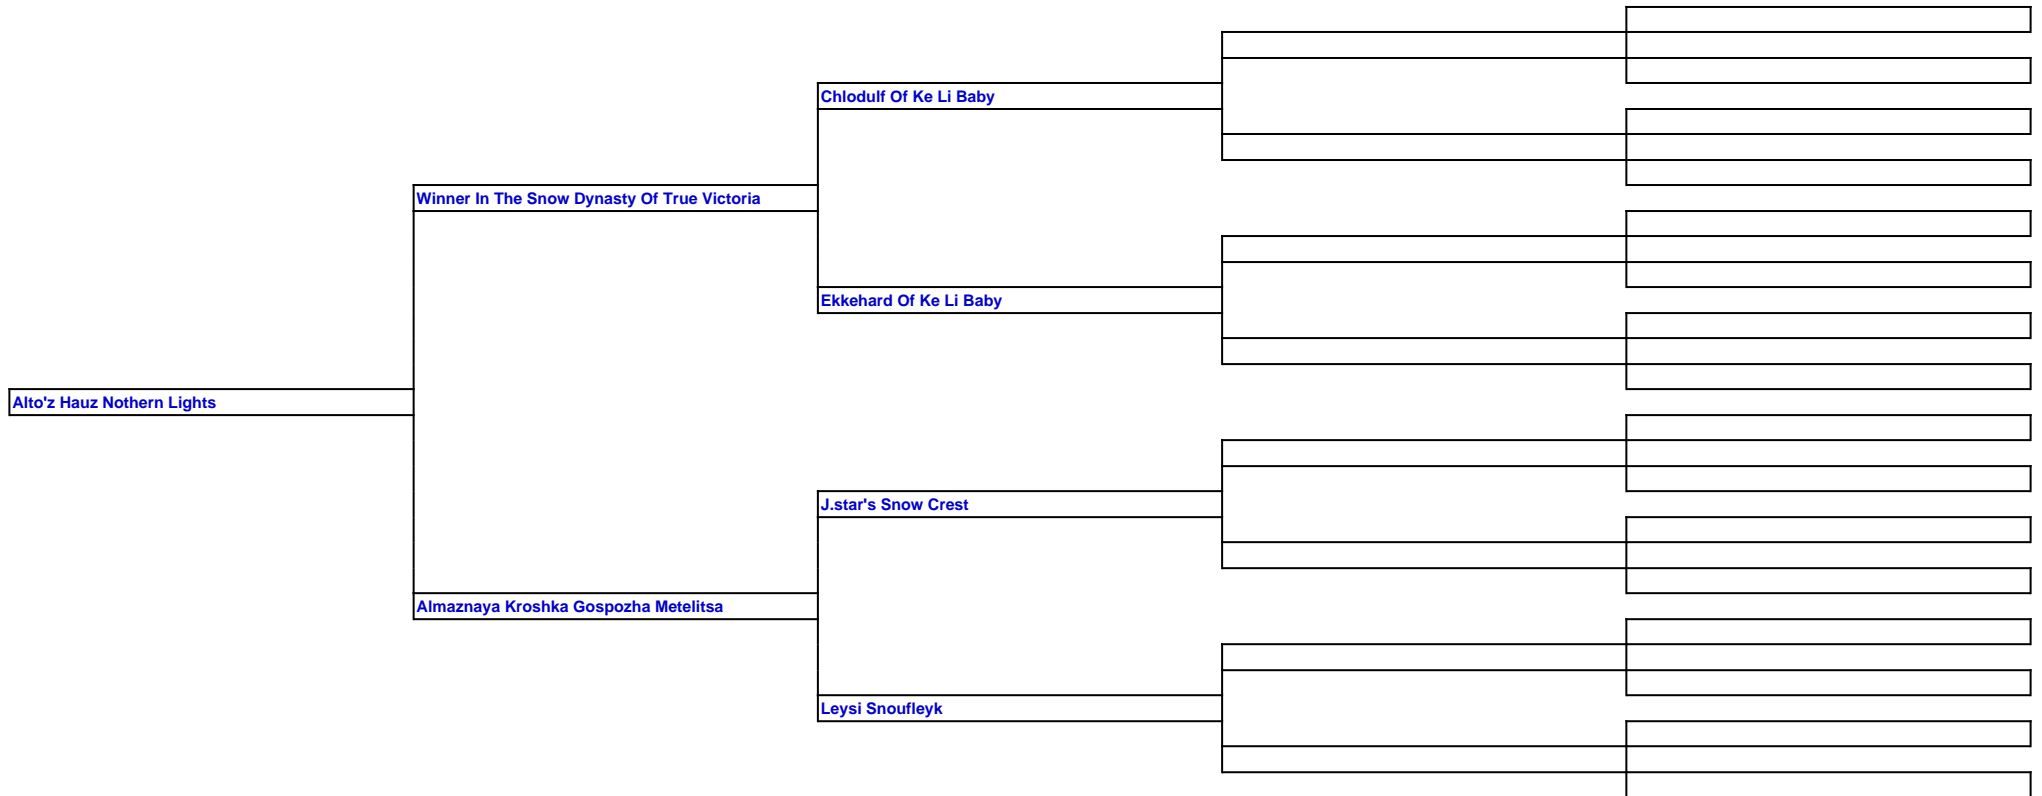 Chlodulf Of Ke Li Baby
Winner In The Snow Dynasty Of True Victoria
Ekkehard Of Ke Li Baby
Alto'z Hauz Nothern Lights
J.star's Snow Crest
Almaznaya Kroshka Gospozha Metelitsa
Leysi Snoufleyk